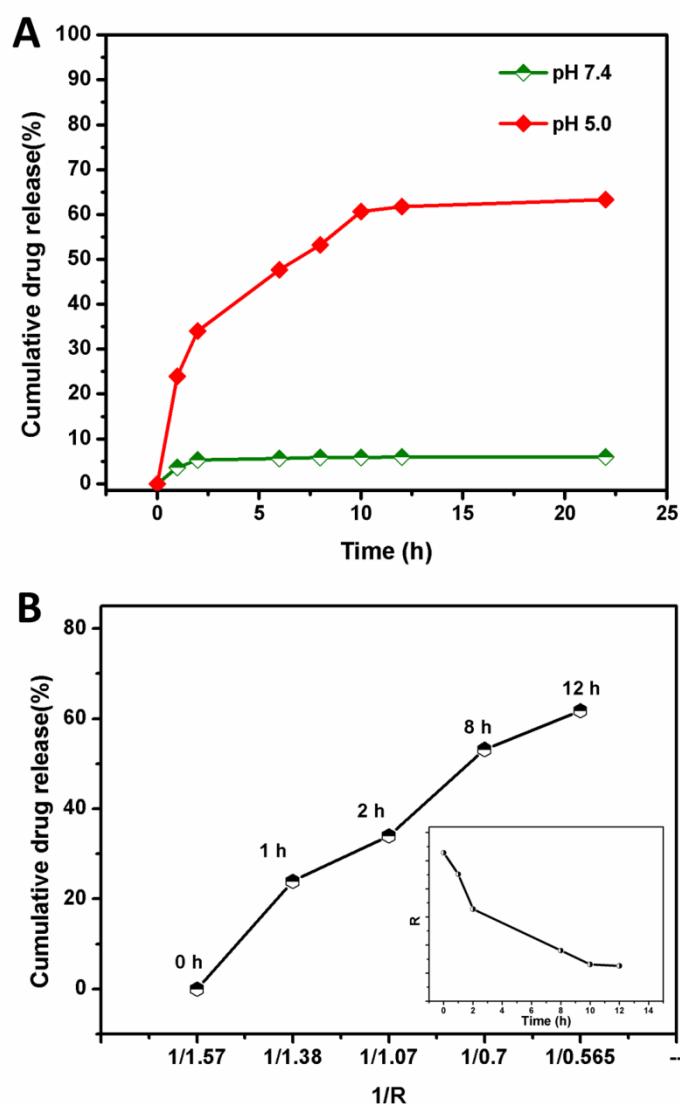 A
100
90
80
70
60
50
40
30
20
10
0
Cumulative drug release(%)
pH 7.4
pH 5.0
0 5 10 15 20 25
Time (h)
B
80
60
40
20
0
Cumulative drug release(%)
0 h
1 h
2 h
8 h
12 h
R
0 2 4 6 8 10 12 14
Time (h)
1/1.57 1/1.38 1/1.07 1/0.7 1/0.565 --
1/R